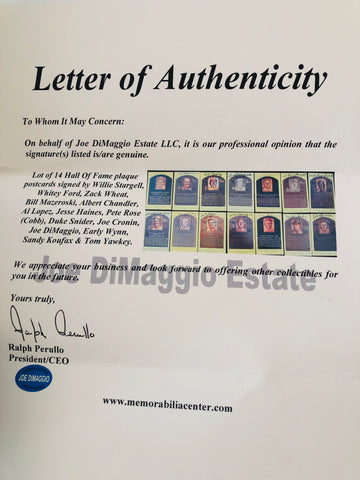 Letter of Authenticity
To Whom It May Concern:
On behalf of Joe DiMaggio Estate LLC, it is our professional opinion that the
signature(s) listed is/are genuine.
Lot of 14 Hall Of Fame plaque
postcards signed by Willie Stargell,
Whitey Ford, Zack Wheat,
Bill Mazeroski, Albert Chandler,
Al Lopez, Jesse Haines, Pete Rose
(Cobb), Duke Snider, Joe Cronin,
Joe DiMaggio, Early Wynn,
Sandy Koufax & Tom Yawkey.
We appreciate your business and look forward to offering other collectibles for
you in the future.
Joe DiMaggio Estate
Yours truly,
Ralph Perullo
Ralph Perullo
President/CEO
JOE DIMAGGIO
www.memorabiliacenter.com